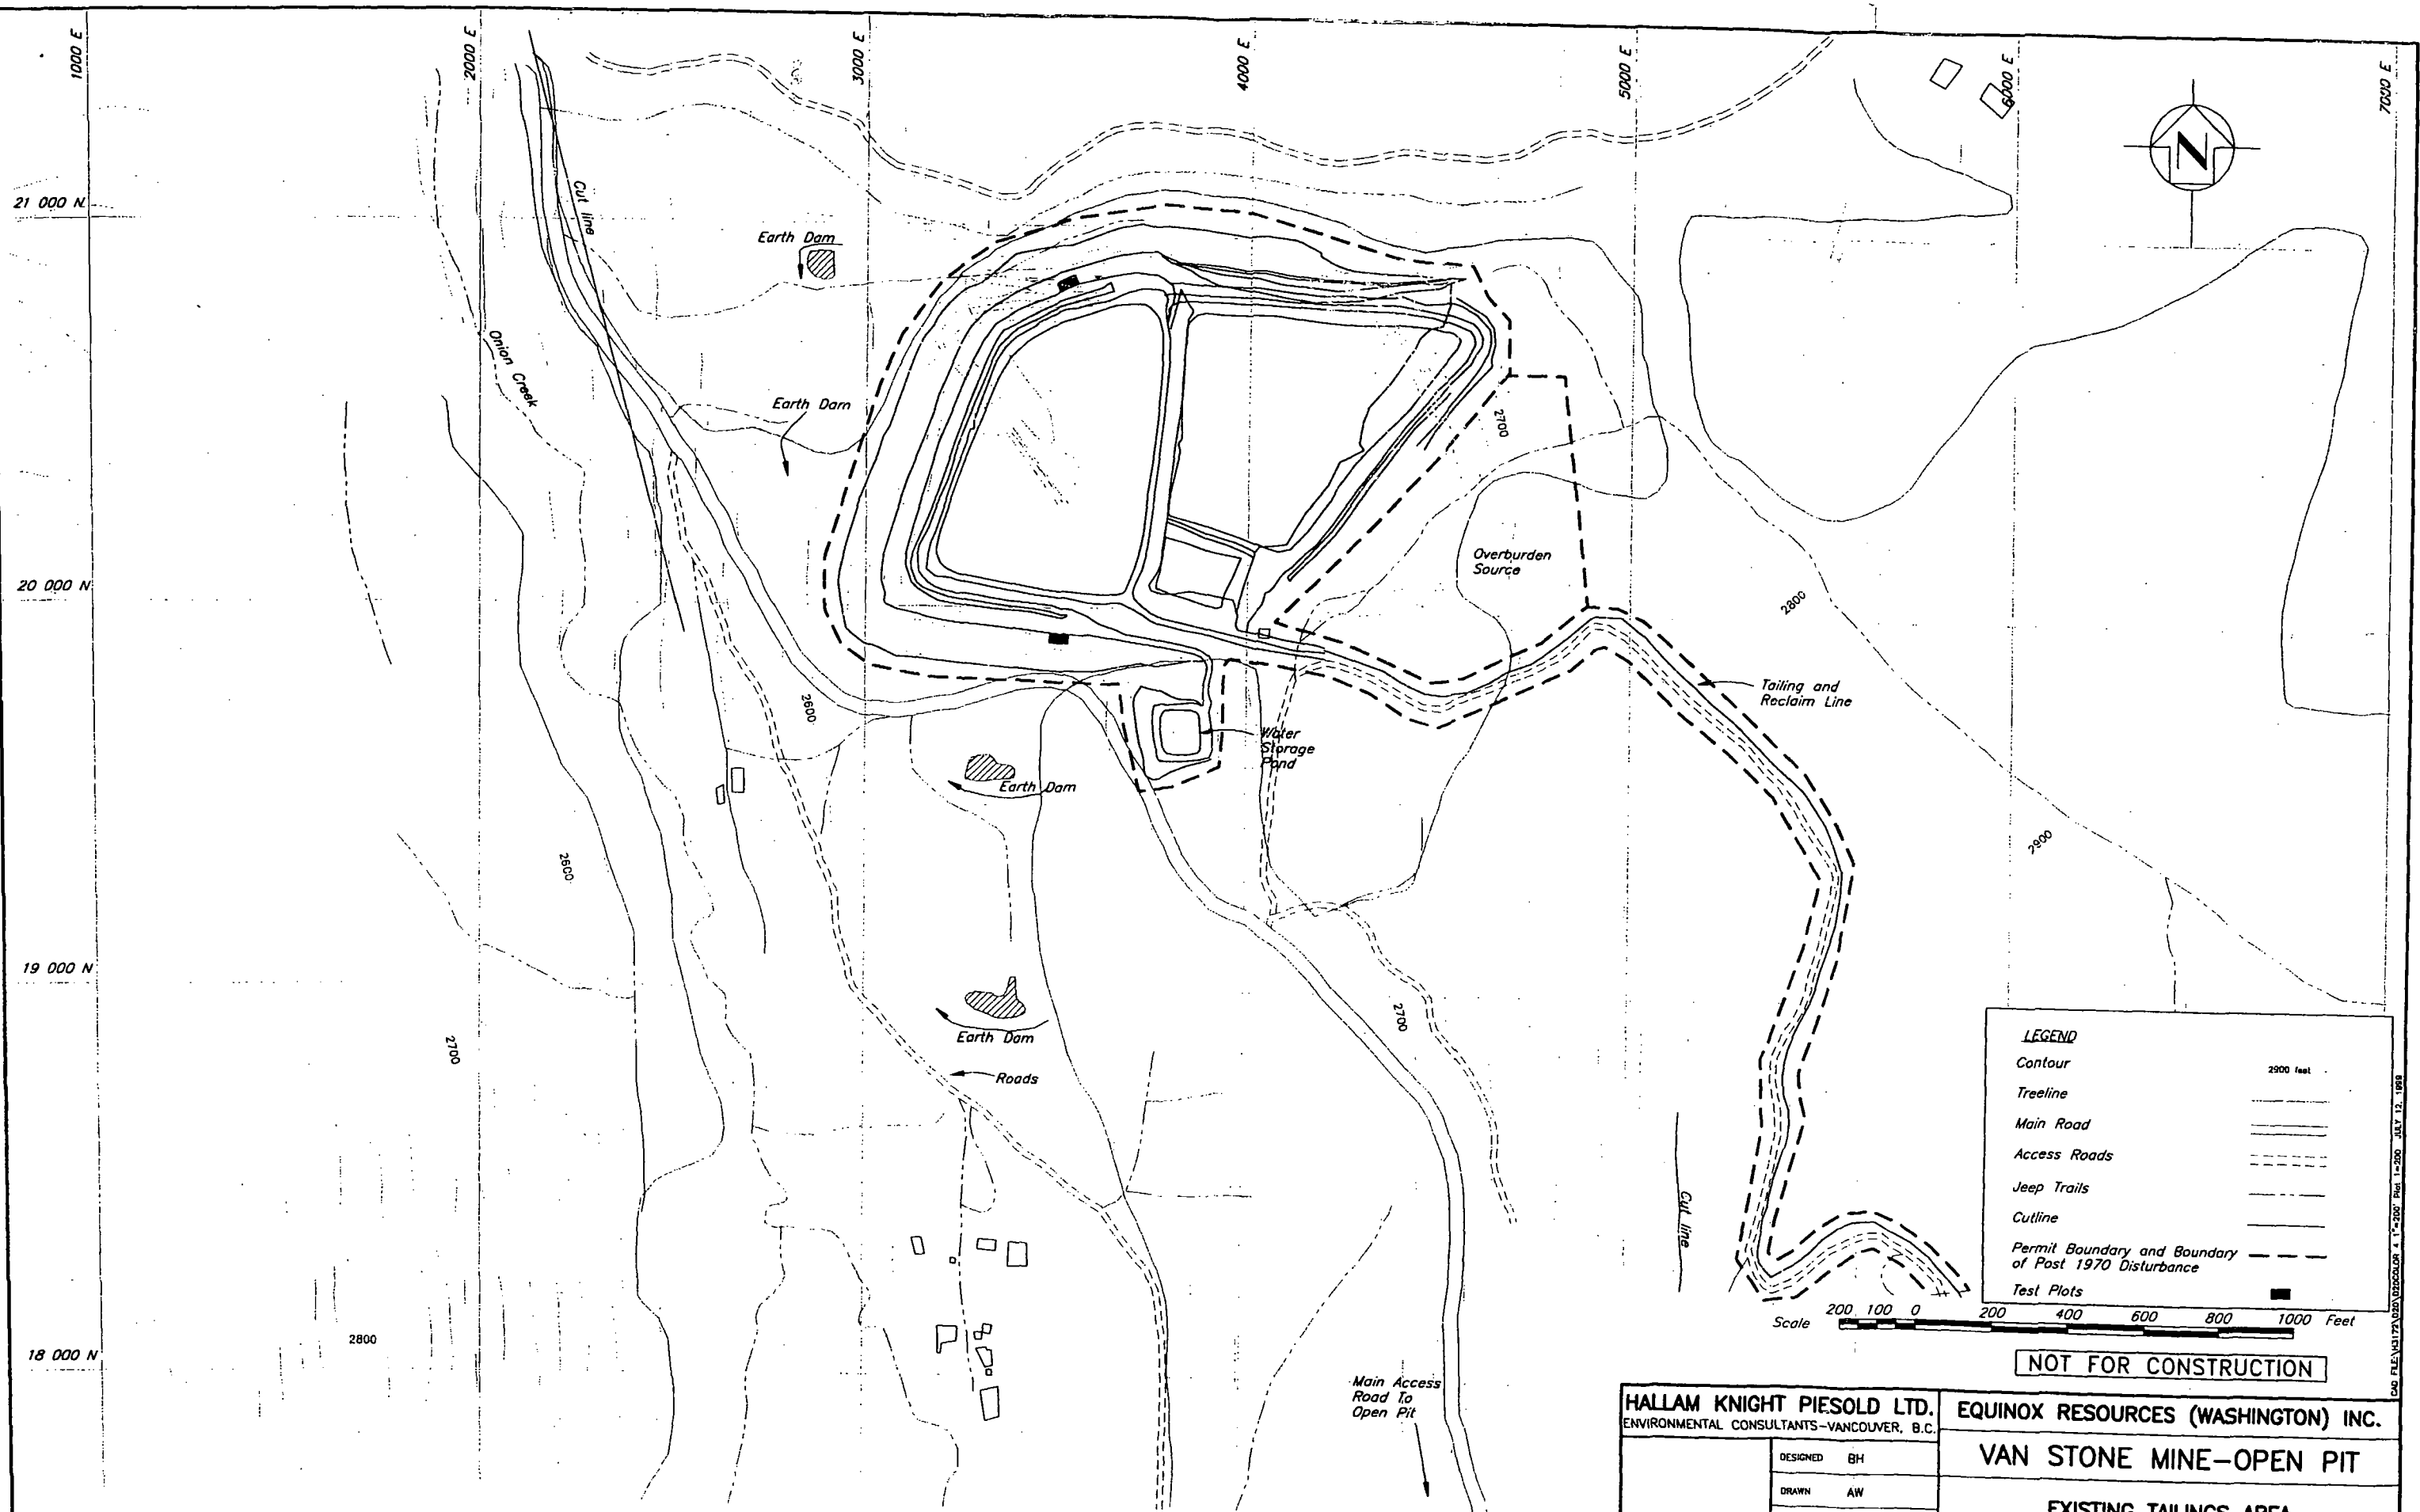 1000 E
2000 E
3000 E
4000 E
5000 E
6000 E
7000 E
N
21 000 N
20 000 N
19 000 N
18 000 N
Cut line
Onion Creek
Earth Dam
Earth Dam
2700
Overburden
Source
2800
Tailing and
Reclaim Line
2600
Water
Storage
Pond
Earth Dam
2600
2900
2700
Earth Dam
2700
Roads
Cut line
2800
Main Access
Road To
Open Pit
LEGEND
Contour 2900 feet
Treeline
Main Road
Access Roads
Jeep Trails
Cutline
Permit Boundary and Boundary
of Post 1970 Disturbance
Test Plots
Scale 200 100 0 200 400 600 800 1000 Feet
NOT FOR CONSTRUCTION
HALLAM KNIGHT PIESOLD LTD.
ENVIRONMENTAL CONSULTANTS-VANCOUVER, B.C.
DESIGNED BH
DRAWN AW
EQUINOX RESOURCES (WASHINGTON) INC.
VAN STONE MINE-OPEN PIT
EXISTING TAILINGS AREA